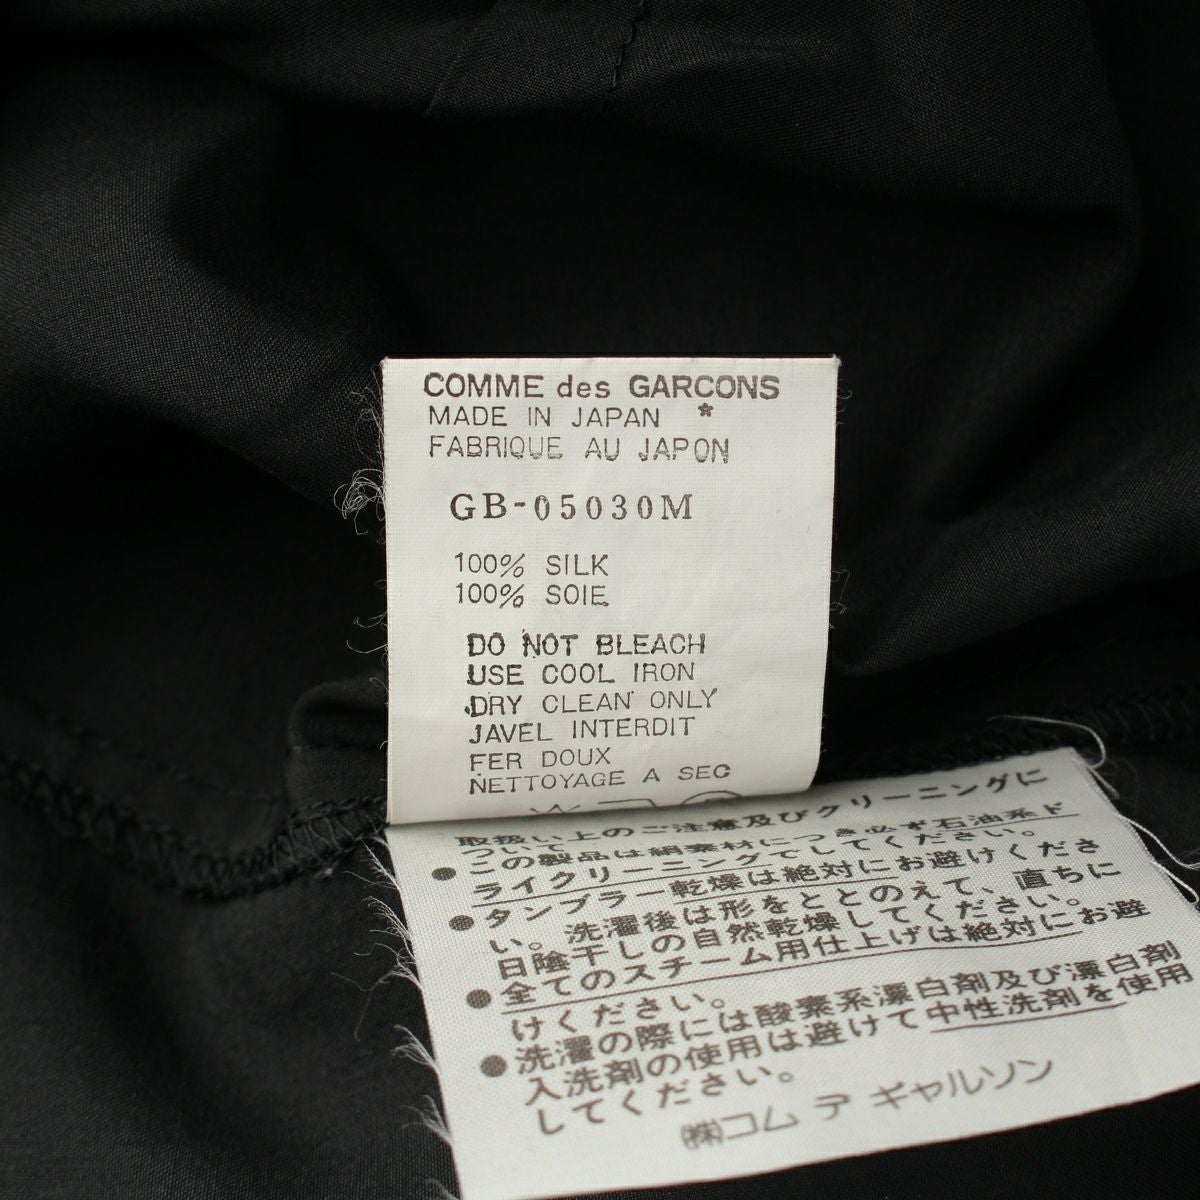 COMME des GARCONS
MADE IN JAPAN *
FABRIQUE AU JAPON
GB-05030M
100% SILK
100% SOIE
DO NOT BLEACH
USE COOL IRON
DRY CLEAN ONLY
JAVEL INTERDIT
FER DOUX
NETTOYAGE A SEC
取扱い上のご注意及びクリーニングに
ついて
●この製品は絹素材につき必ず石油系ド
ライクリーニングでしてください。
●タンブラー乾燥は絶対にお避けくださ
い。洗濯後は形をととのえて、直ちに
日陰干しの自然乾燥してください。
●全てのスチーム用仕上げは絶対にお避
けください。
●洗濯の際には酸素系漂白剤及び漂白剤
入洗剤の使用は避けて中性洗剤を使用
してください。
㈱コム デ ギャルソン